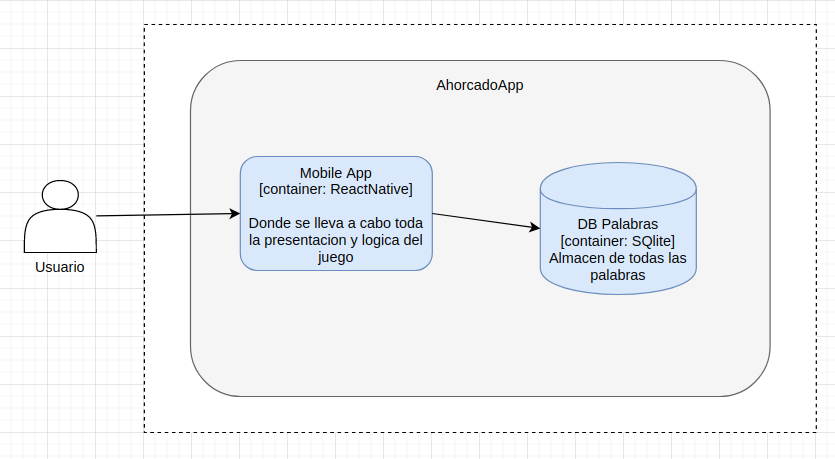 AhorcadoApp
Mobile App
[container: ReactNative]
Donde se lleva a cabo toda
la presentacion y logica del
juego
DB Palabras
[container: SQlite]
Almacen de todas las
palabras
Usuario